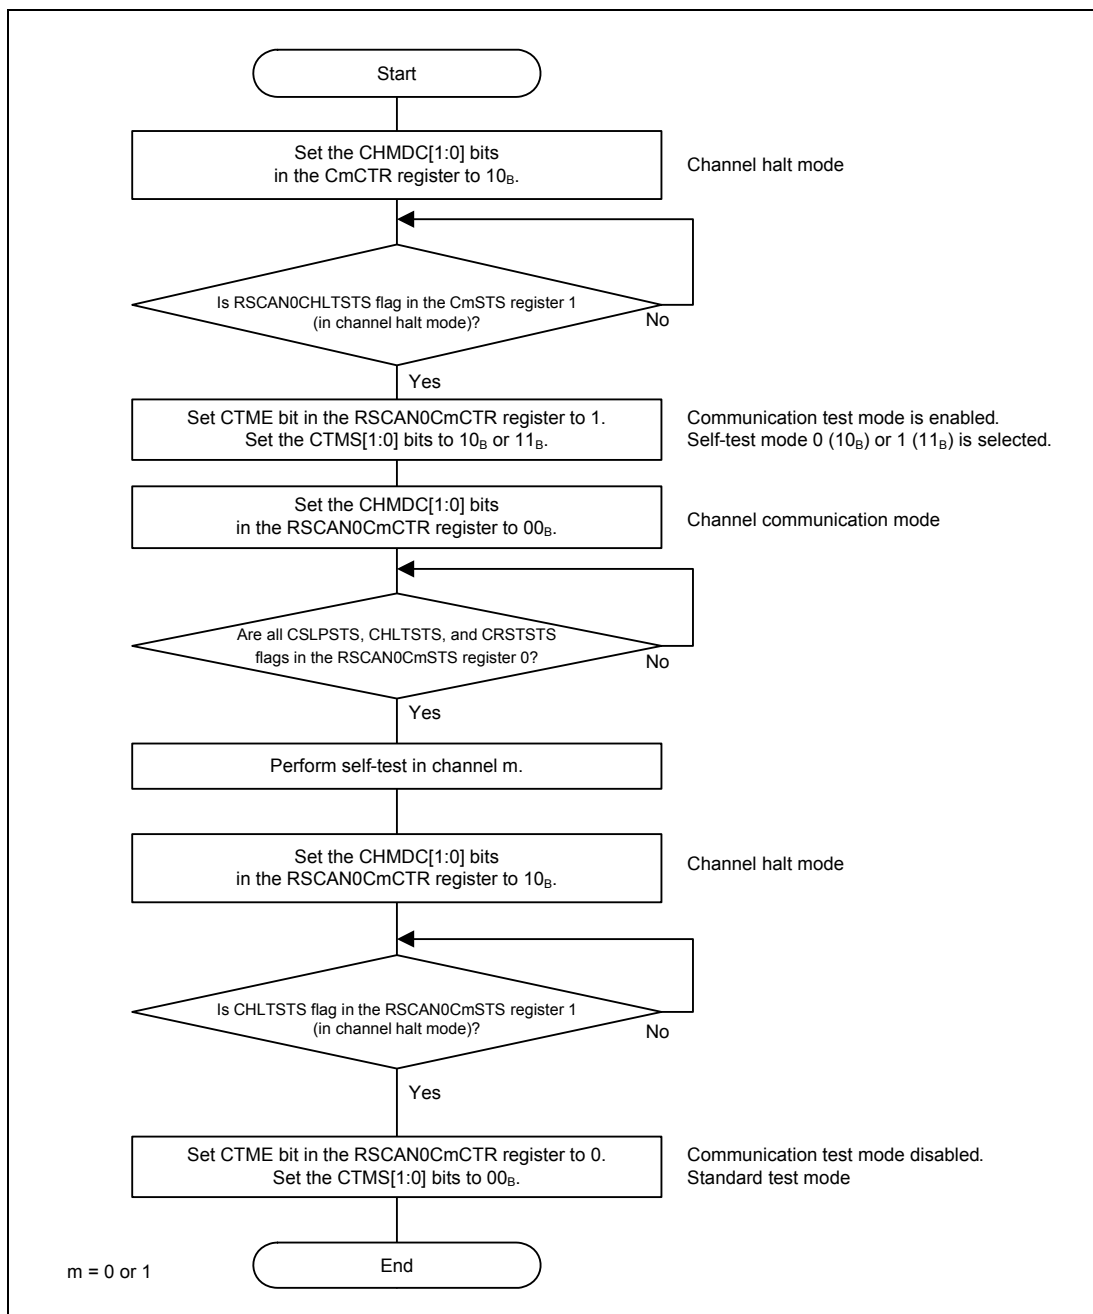 Start
Set the CHMDC[1:0] bits
in the CmCTR register to 10B.
Channel halt mode
Is RSCAN0CHLTSTS flag in the CmSTS register 1
(in channel halt mode)?
No
Yes
Set CTME bit in the RSCAN0CmCTR register to 1.
Set the CTMS[1:0] bits to 10B or 11B.
Communication test mode is enabled.
Self-test mode 0 (10B) or 1 (11B) is selected.
Set the CHMDC[1:0] bits
in the RSCAN0CmCTR register to 00B.
Channel communication mode
Are all CSLPSTS, CHLTSTS, and CRSTSTS
flags in the RSCAN0CmSTS register 0?
No
Yes
Perform self-test in channel m.
Set the CHMDC[1:0] bits
in the RSCAN0CmCTR register to 10B.
Channel halt mode
Is CHLTSTS flag in the RSCAN0CmSTS register 1
(in channel halt mode)?
No
Yes
Set CTME bit in the RSCAN0CmCTR register to 0.
Set the CTMS[1:0] bits to 00B.
Communication test mode disabled.
Standard test mode
End
m = 0 or 1